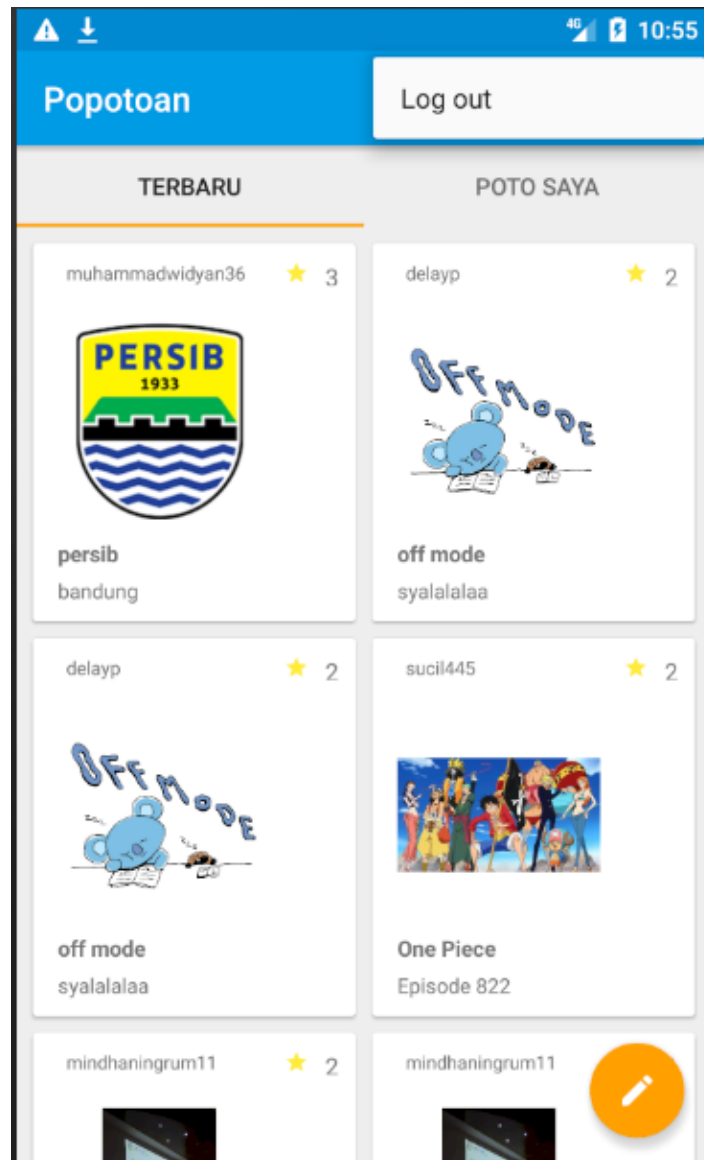 4G 10:55
Popotoan
Log out
TERBARU
POTO SAYA
muhammadwidyan36 3
PERSIB
1933
persib
bandung
delayp 2
OFF MODE
off mode
syalalalaa
delayp 2
OFF MODE
off mode
syalalalaa
sucil445 2
One Piece
Episode 822
mindhaningrum11 2
mindhaningrum11